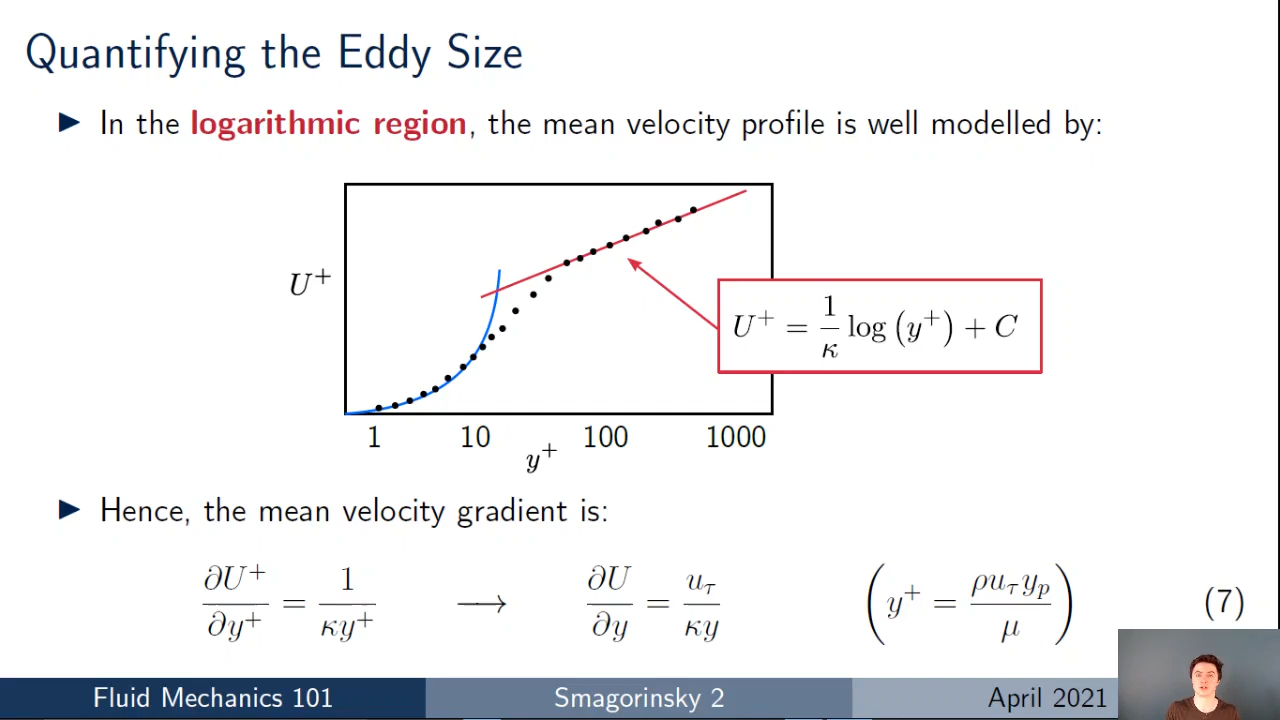 Quantifying the Eddy Size
▶ In the logarithmic region, the mean velocity profile is well modelled by:
U⁺
U⁺ = 1/κ log (y⁺) + C
1 10 100 1000
y⁺
▶ Hence, the mean velocity gradient is:
∂U⁺/∂y⁺ = 1/κy⁺ ⟶ ∂U/∂y = u_τ/κy (y⁺ = ρu_τy_p/μ) (7)
Fluid Mechanics 101 Smagorinsky 2 April 2021